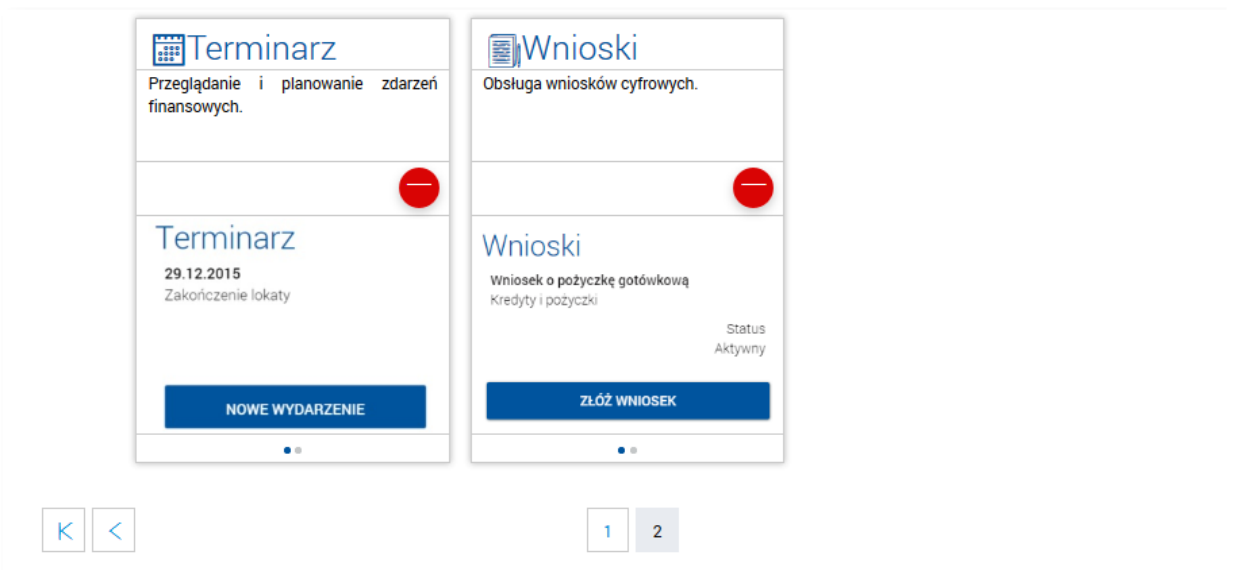 Terminarz
Przeglądanie i planowanie zdarzeń
finansowych.
Terminarz
29.12.2015
Zakończenie lokaty
NOWE WYDARZENIE
Wnioski
Obsługa wniosków cyfrowych.
Wnioski
Wniosek o pożyczkę gotówkową
Kredyty i pożyczki
Status
Aktywny
ZŁÓŻ WNIOSEK
1 2